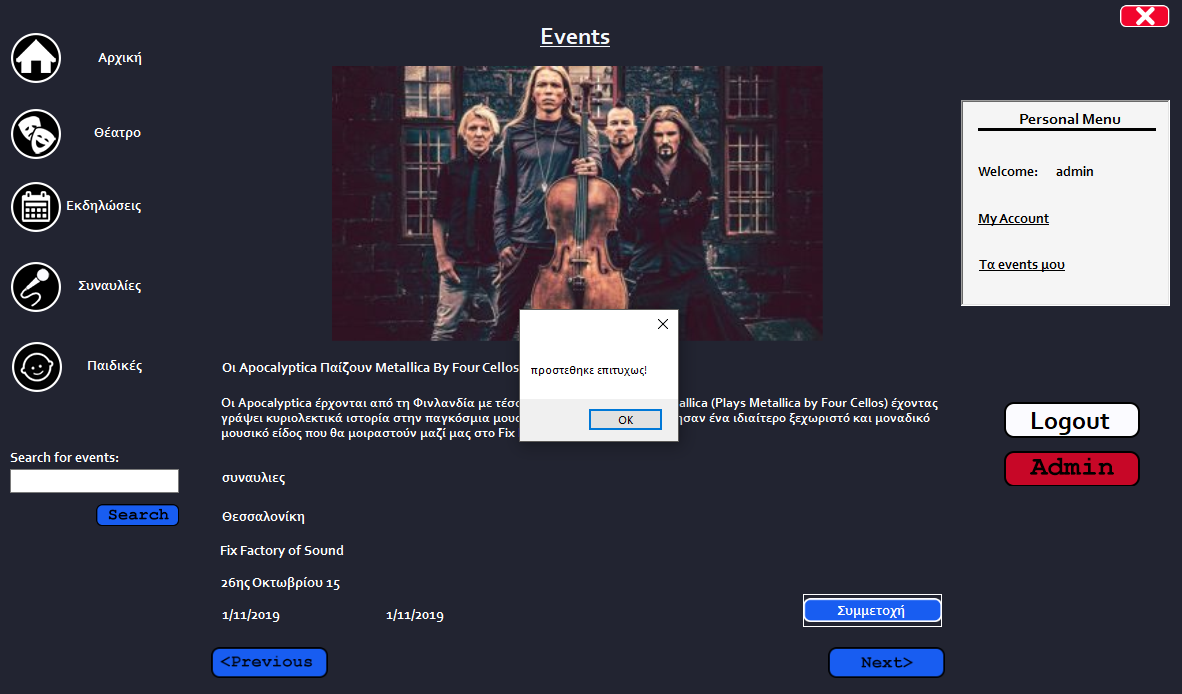 Events
Αρχική
Θέατρο
Εκδηλώσεις
Συναυλίες
Παιδικές
Search for events:
Search
Personal Menu
Welcome: admin
My Account
Τα events μου
Logout
Admin
Οι Apocalyptica Παίζουν Metallica By Four Cellos
Οι Apocalyptica έρχονται από τη Φινλανδία με τέσ allica (Plays Metallica by Four Cellos) έχοντας
γράψει κυριολεκτικά ιστορία στην παγκόσμια μου ησαν ένα ιδιαίτερο ξεχωριστό και μοναδικό
μουσικό είδος που θα μοιραστούν μαζί μας στο Fix
προστεθηκε επιτυχως!
OK
συναυλιες
Θεσσαλονίκη
Fix Factory of Sound
26ης Οκτωβρίου 15
1/11/2019 1/11/2019
Συμμετοχή
<Previous
Next>